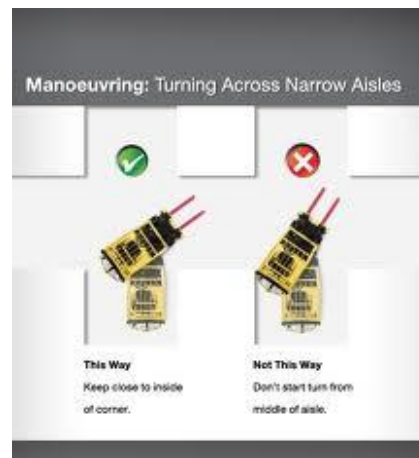 Manoeuvring: Turning Across Narrow Aisles
This Way
Not This Way
Keep close to inside
of corner.
Don't start turn from
middle of aisle.